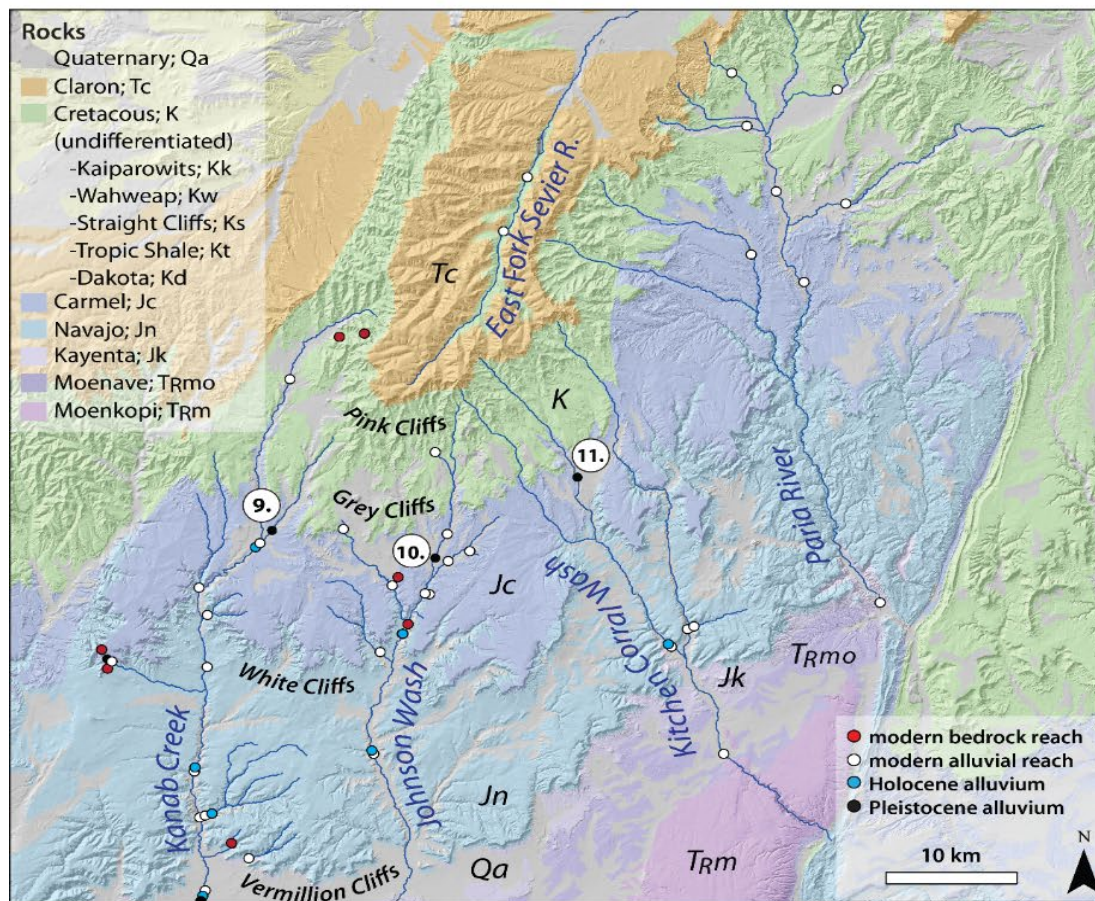 Rocks
Quaternary; Qa
Claron; Tc
Cretacous; K
(undifferentiated)
-Kaiparowits; Kk
-Wahweap; Kw
-Straight Cliffs; Ks
-Tropic Shale; Kt
-Dakota; Kd
Carmel; Jc
Navajo; Jn
Kayenta; Jk
Moenave; TRmo
Moenkopi; TRm
East Fork Sevier R.
Tc
K
Pink Cliffs
11.
9.
Grey Cliffs
10.
Paria River
Jc
Kitchen Corral Wash
White Cliffs
Johnson Wash
Jk
TRmo
Kanab Creek
Jn
Vermillion Cliffs
Qa
TRm
modern bedrock reach
modern alluvial reach
Holocene alluvium
Pleistocene alluvium
10 km
N